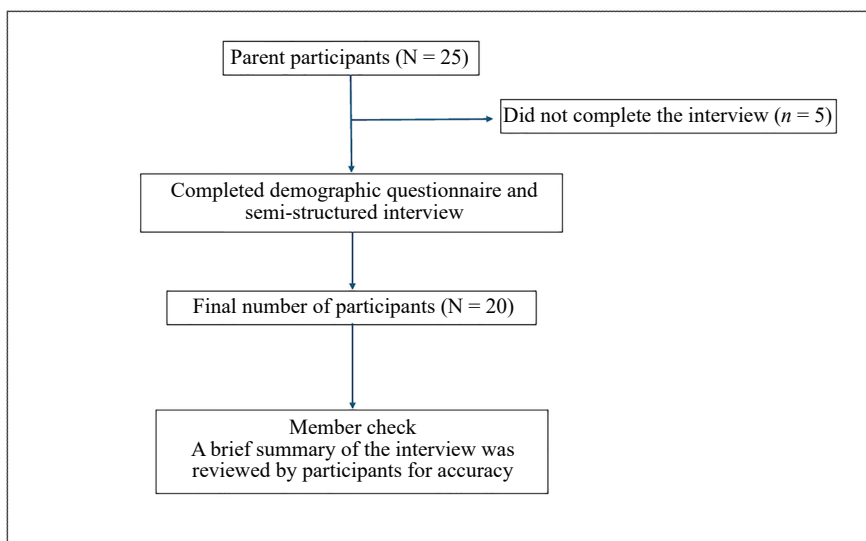 Parent participants (N = 25)
Did not complete the interview (n = 5)
Completed demographic questionnaire and
semi-structured interview
Final number of participants (N = 20)
Member check
A brief summary of the interview was
reviewed by participants for accuracy